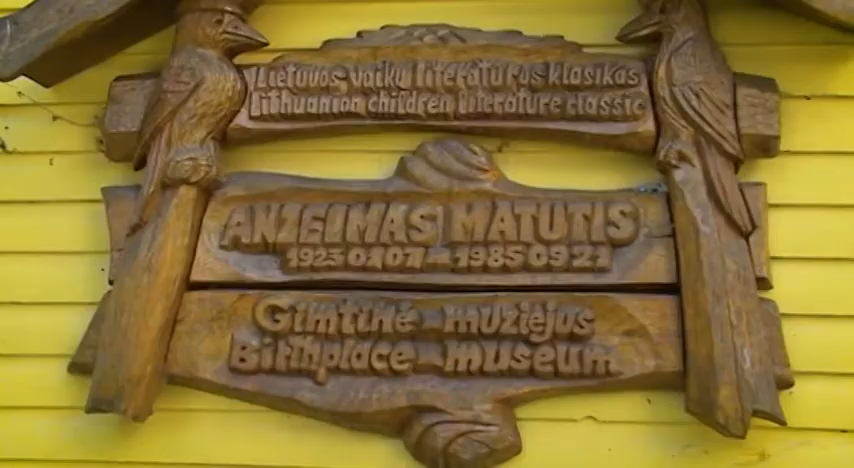 Lietuvos vaikų literatūros klasikas
Lithuanian children literature classic
ANZELMAS MATUTIS
1923.01.07 – 1985.09.21
Gimtinė muziejus
Birthplace museum